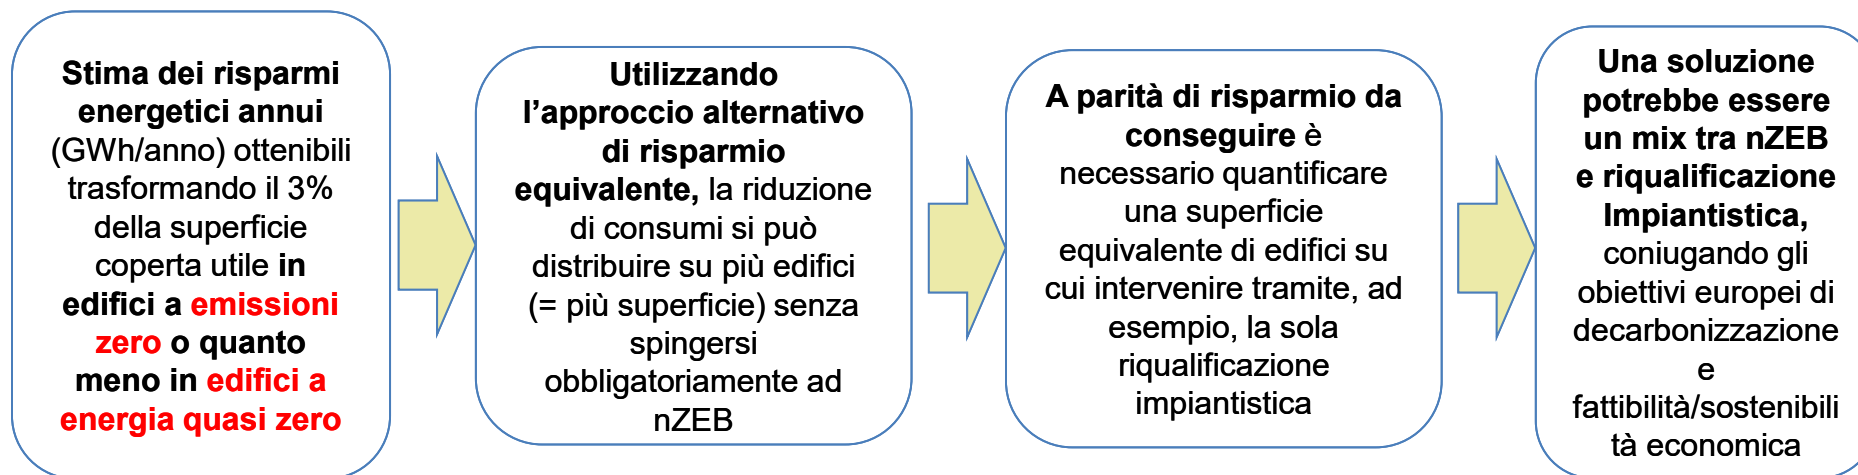 Stima dei risparmi
energetici annui
(GWh/anno) ottenibili
trasformando il 3%
della superficie
coperta utile in
edifici a emissioni
zero o quanto
meno in edifici a
energia quasi zero
Utilizzando
l’approccio alternativo
di risparmio
equivalente, la riduzione
di consumi si può
distribuire su più edifici
(= più superficie) senza
spingersi
obbligatoriamente ad
nZEB
A parità di risparmio da
conseguire è
necessario quantificare
una superficie
equivalente di edifici su
cui intervenire tramite, ad
esempio, la sola
riqualificazione
impiantistica
Una soluzione
potrebbe essere
un mix tra nZEB
e riqualificazione
Impiantistica,
coniugando gli
obiettivi europei di
decarbonizzazione
e
fattibilità/sostenibili
tà economica